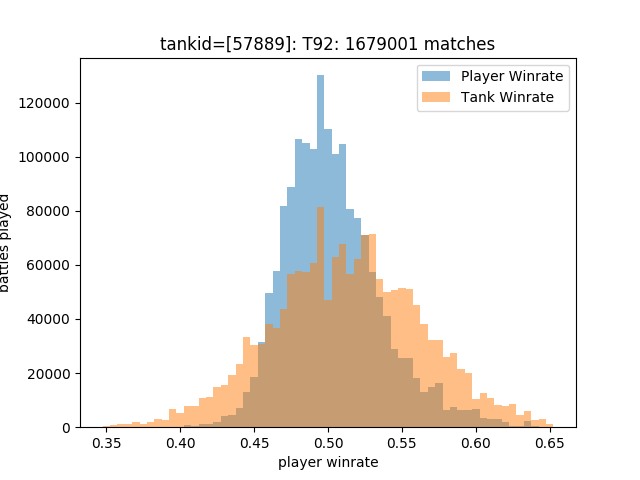 tankid=[57889]: T92: 1679001 matches
Player Winrate
Tank Winrate
120000
100000
80000
60000
40000
20000
0
battles played
0.35 0.40 0.45 0.50 0.55 0.60 0.65
player winrate